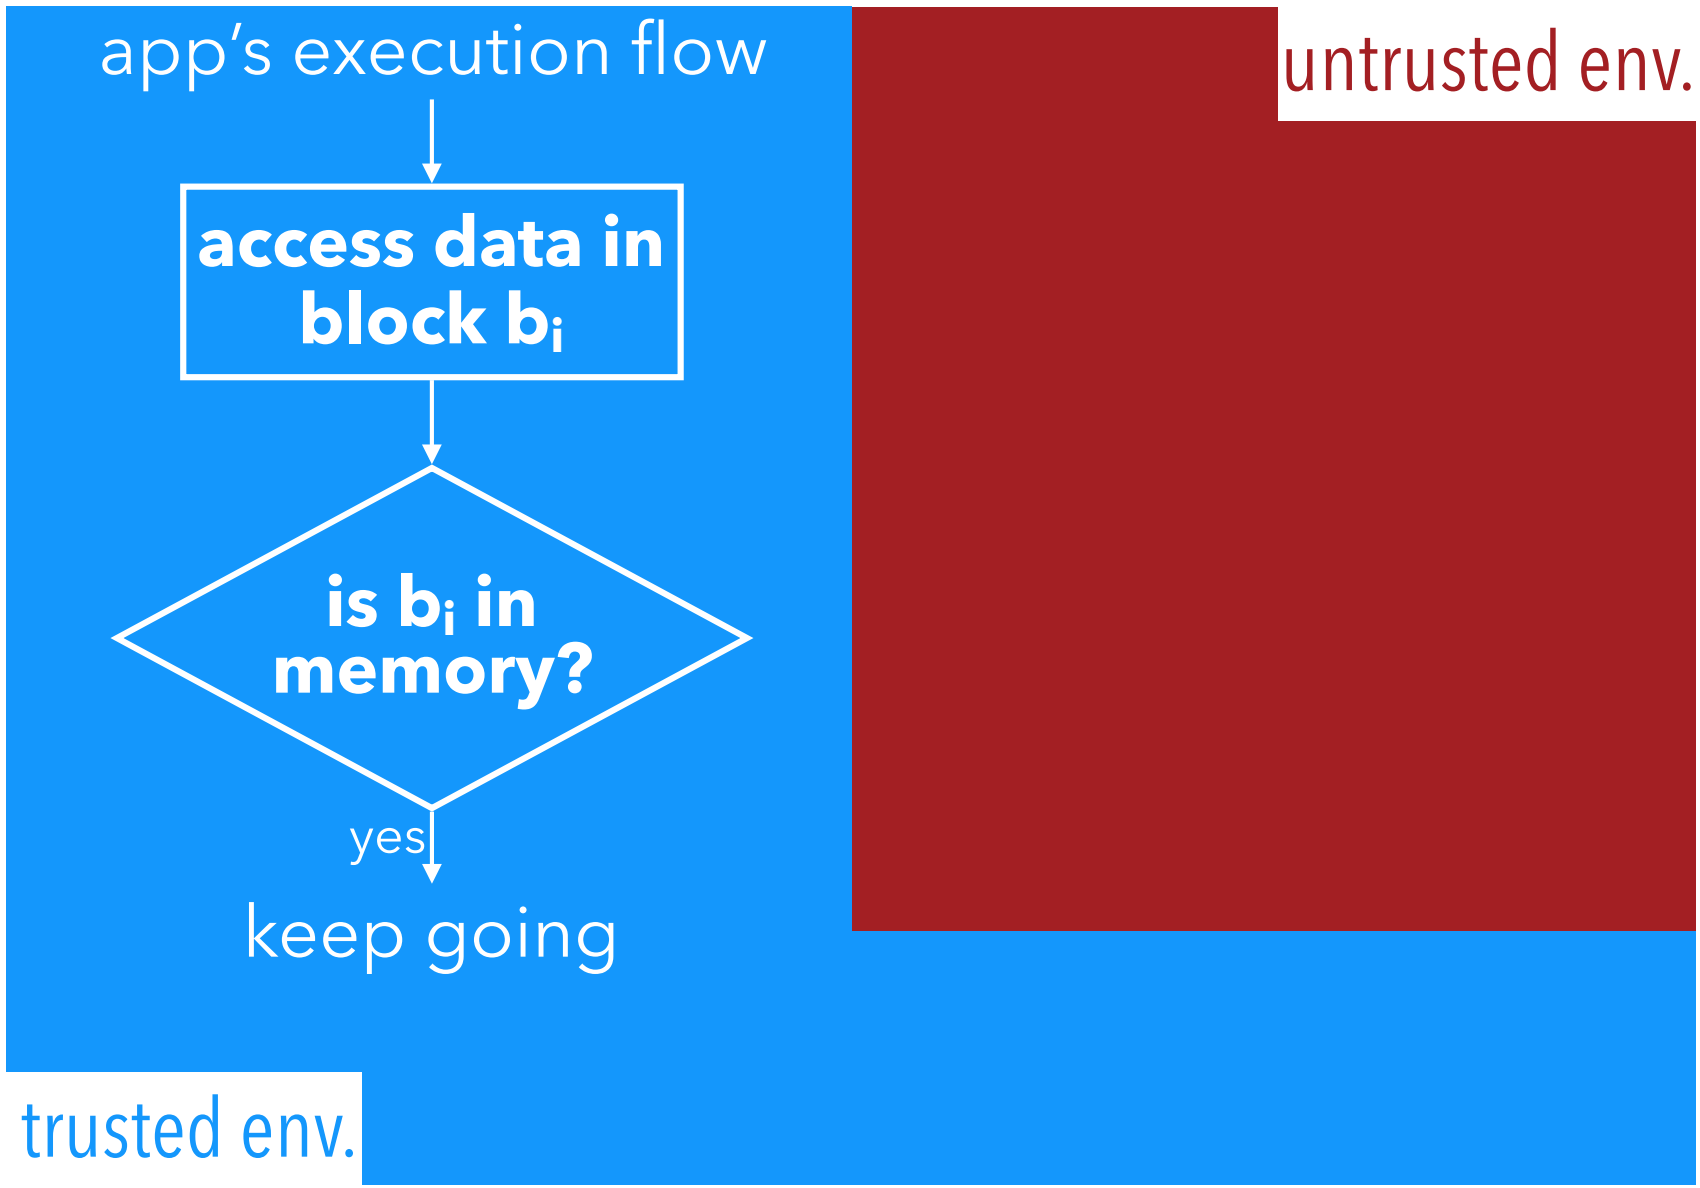 app’s execution flow
untrusted env.
access data in
block bᵢ
is bᵢ in
memory?
yes
keep going
trusted env.